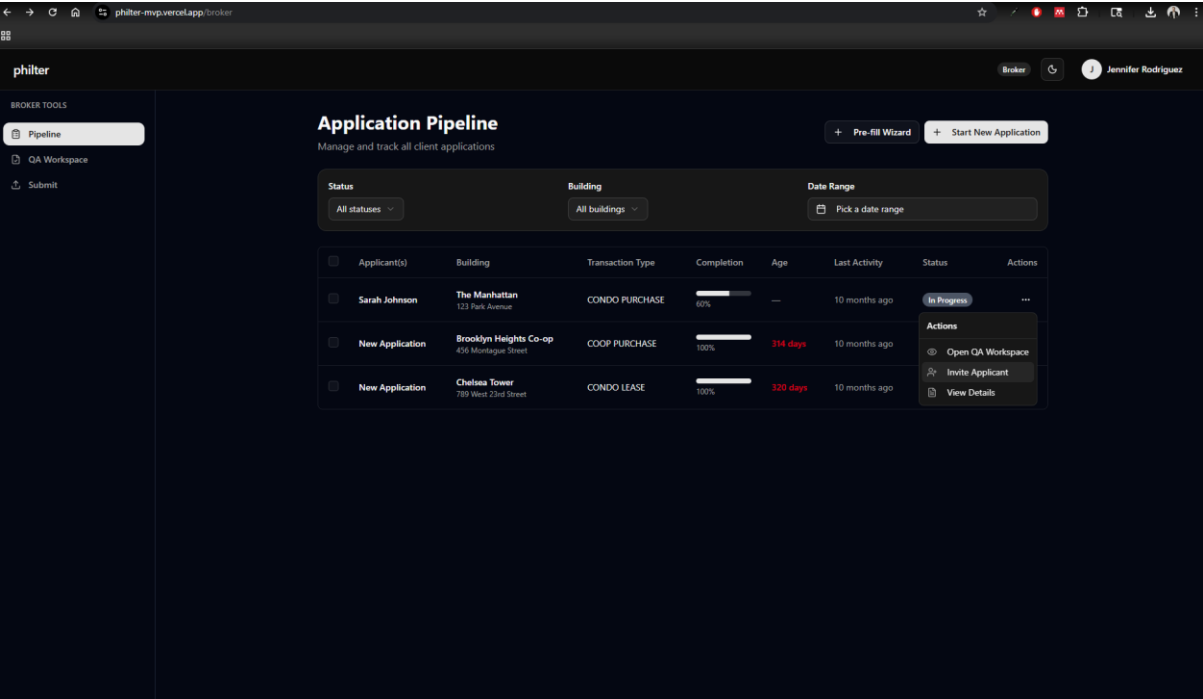 philter-mvp.vercel.app/broker
philter
Broker
J
Jennifer Rodriguez
BROKER TOOLS
Pipeline
QA Workspace
Submit
Application Pipeline
Manage and track all client applications
+ Pre-fill Wizard
+ Start New Application
Status
All statuses
Building
All buildings
Date Range
Pick a date range
Applicant(s) Building Transaction Type Completion Age Last Activity Status Actions
Sarah Johnson The Manhattan CONDO PURCHASE — 10 months ago In Progress ...
123 Park Avenue 60%
New Application Brooklyn Heights Co-op COOP PURCHASE 314 days 10 months ago
456 Montague Street 100%
New Application Chelsea Tower CONDO LEASE 320 days 10 months ago
789 West 23rd Street 100%
Actions
Open QA Workspace
Invite Applicant
View Details